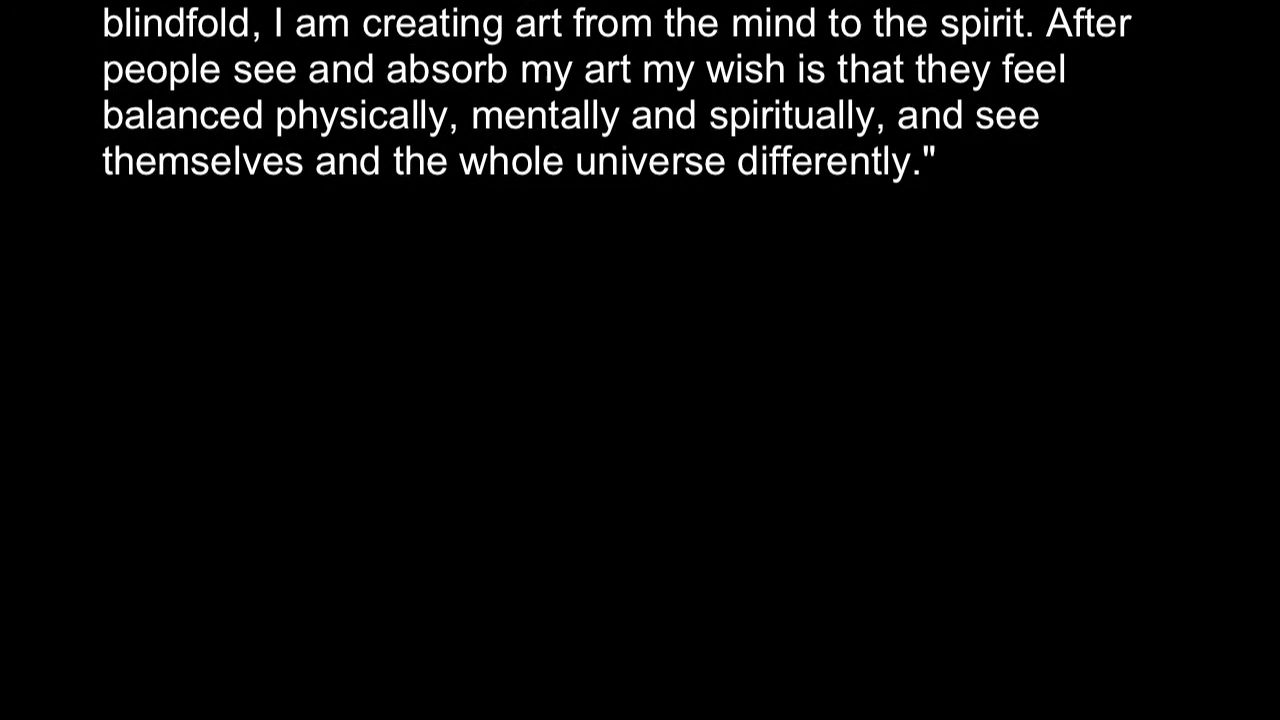 blindfold, I am creating art from the mind to the spirit. After
people see and absorb my art my wish is that they feel
balanced physically, mentally and spiritually, and see
themselves and the whole universe differently."